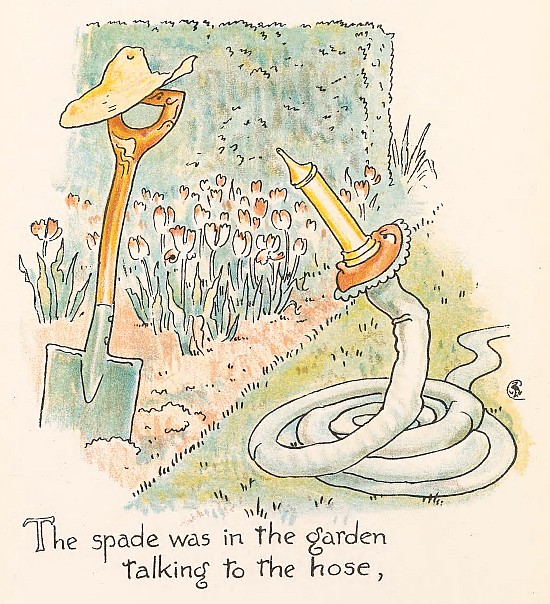 The spade was in the garden
talking to the hose,